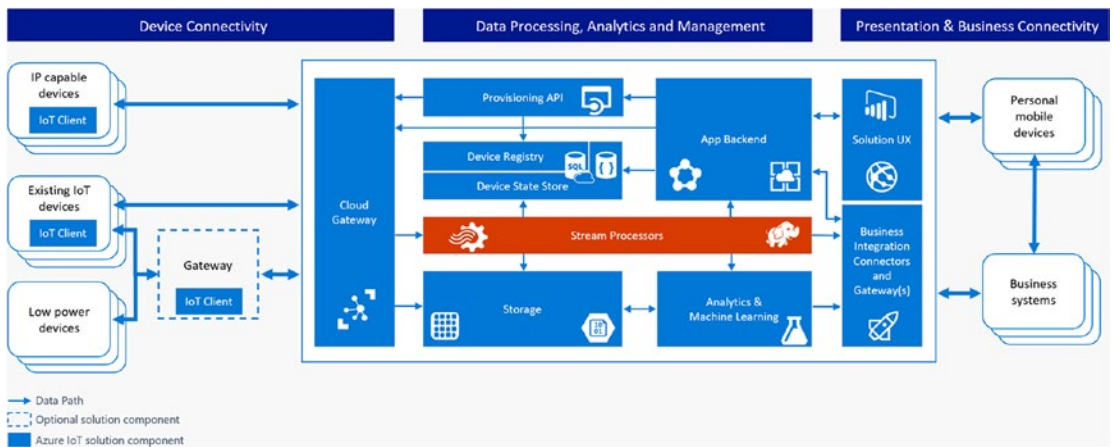 Device Connectivity
Data Processing, Analytics and Management
Presentation & Business Connectivity
IP capable
devices
IoT Client
Existing IoT
devices
IoT Client
Low power
devices
Gateway
IoT Client
Cloud
Gateway
Provisioning API
Device Registry
SQL
{ }
Device State Store
App Backend
Stream Processors
Storage
10
01
Analytics &
Machine Learning
Solution UX
Business
Integration
Connectors
and
Gateway(s)
Personal
mobile
devices
Business
systems
Data Path
Optional solution component
Azure IoT solution component